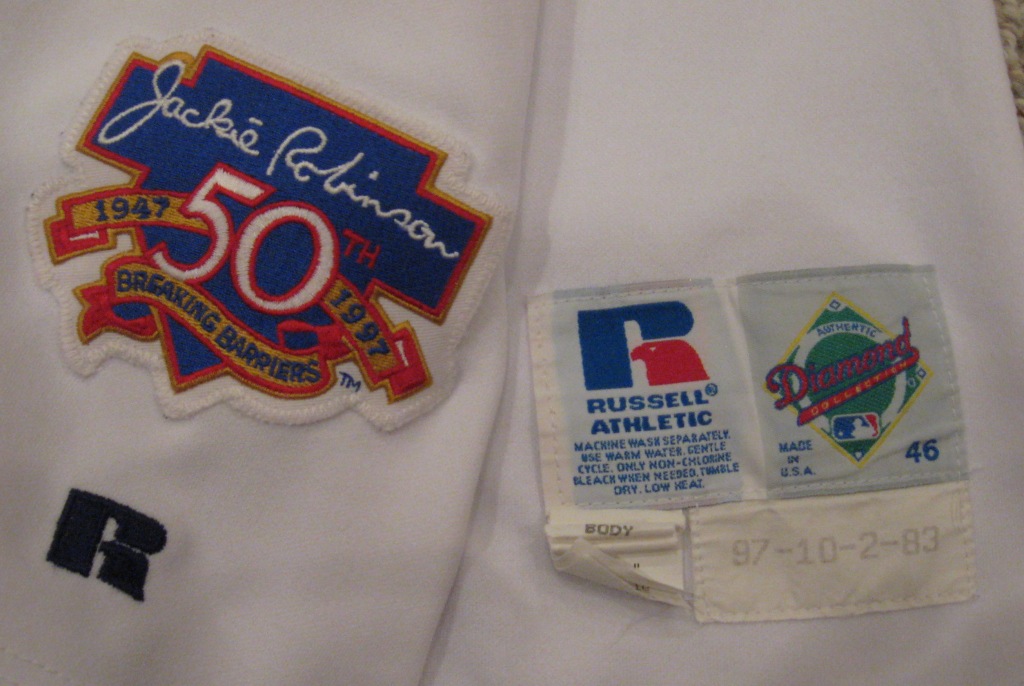 Jackie Robinson
1947 50TH 1997
BREAKING BARRIERS TM
RUSSELL®
ATHLETIC
MACHINE WASH SEPARATELY.
USE WARM WATER, GENTLE
CYCLE. ONLY NON-CHLORINE
BLEACH WHEN NEEDED. TUMBLE
DRY, LOW HEAT.
AUTHENTIC
Diamond
COLLECTION
MADE
IN
U.S.A.
46
BODY
97-10-2-83